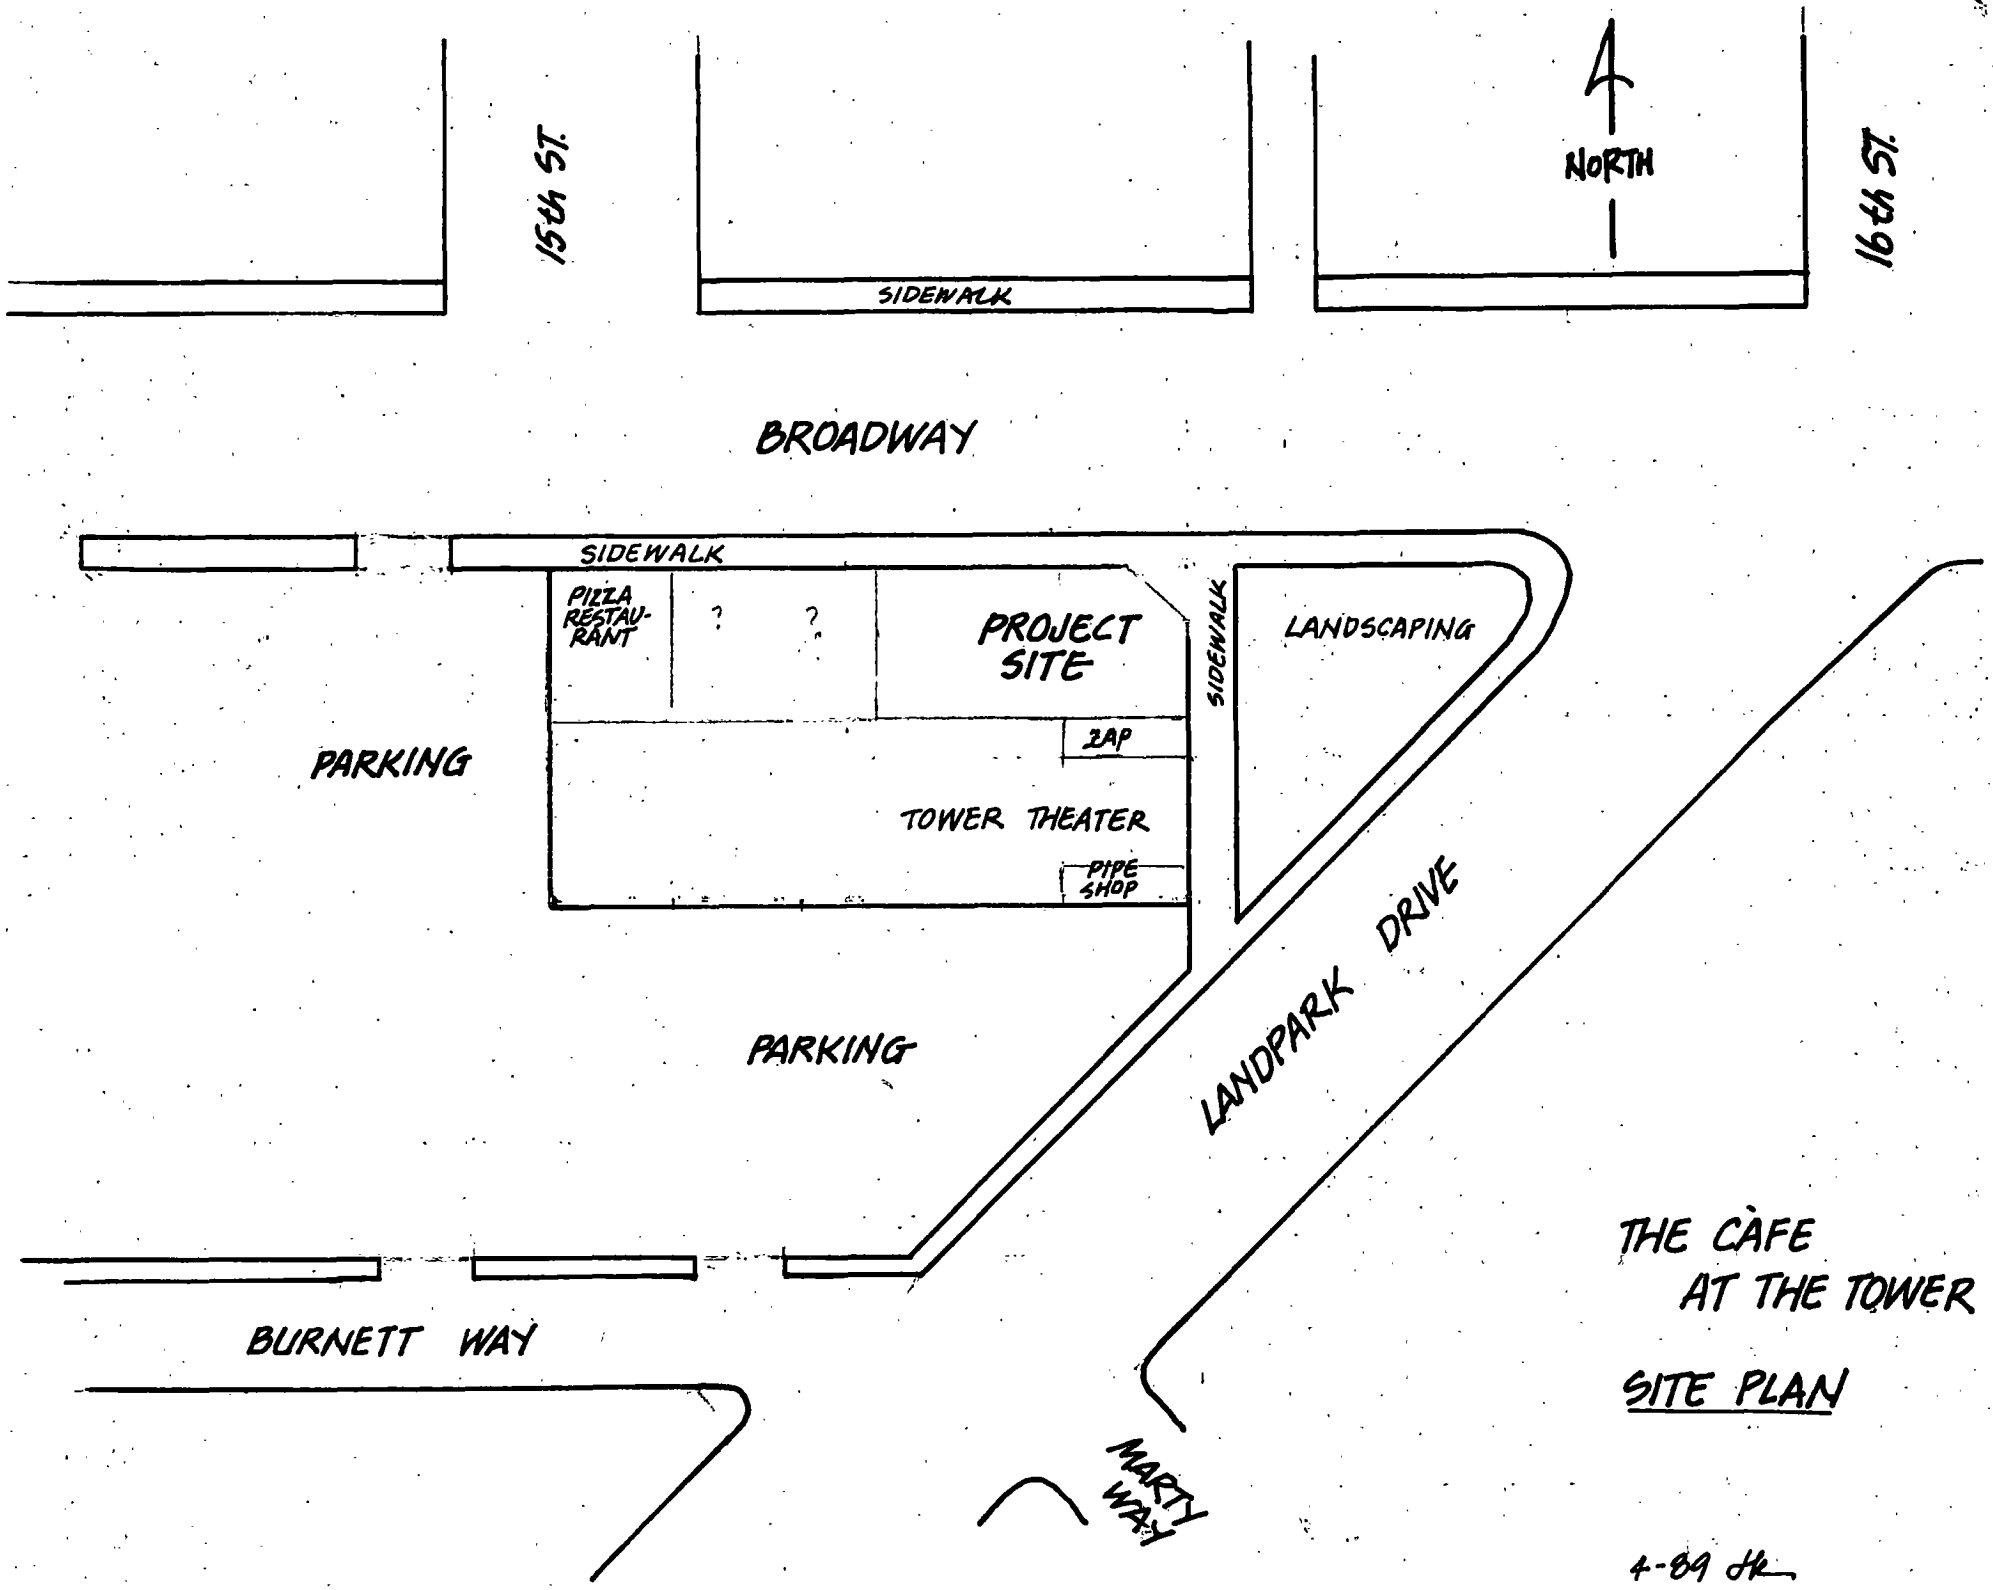 15th ST.
NORTH
16th ST.
SIDEWALK
BROADWAY
SIDEWALK
PIZZA
RESTAU-
RANT
?
?
PROJECT
SITE
SIDEWALK
LANDSCAPING
PARKING
ZAP
TOWER THEATER
PIPE
SHOP
LANDPARK DRIVE
PARKING
THE CAFE
AT THE TOWER
BURNETT WAY
SITE PLAN
MARTY
WAY
4-89